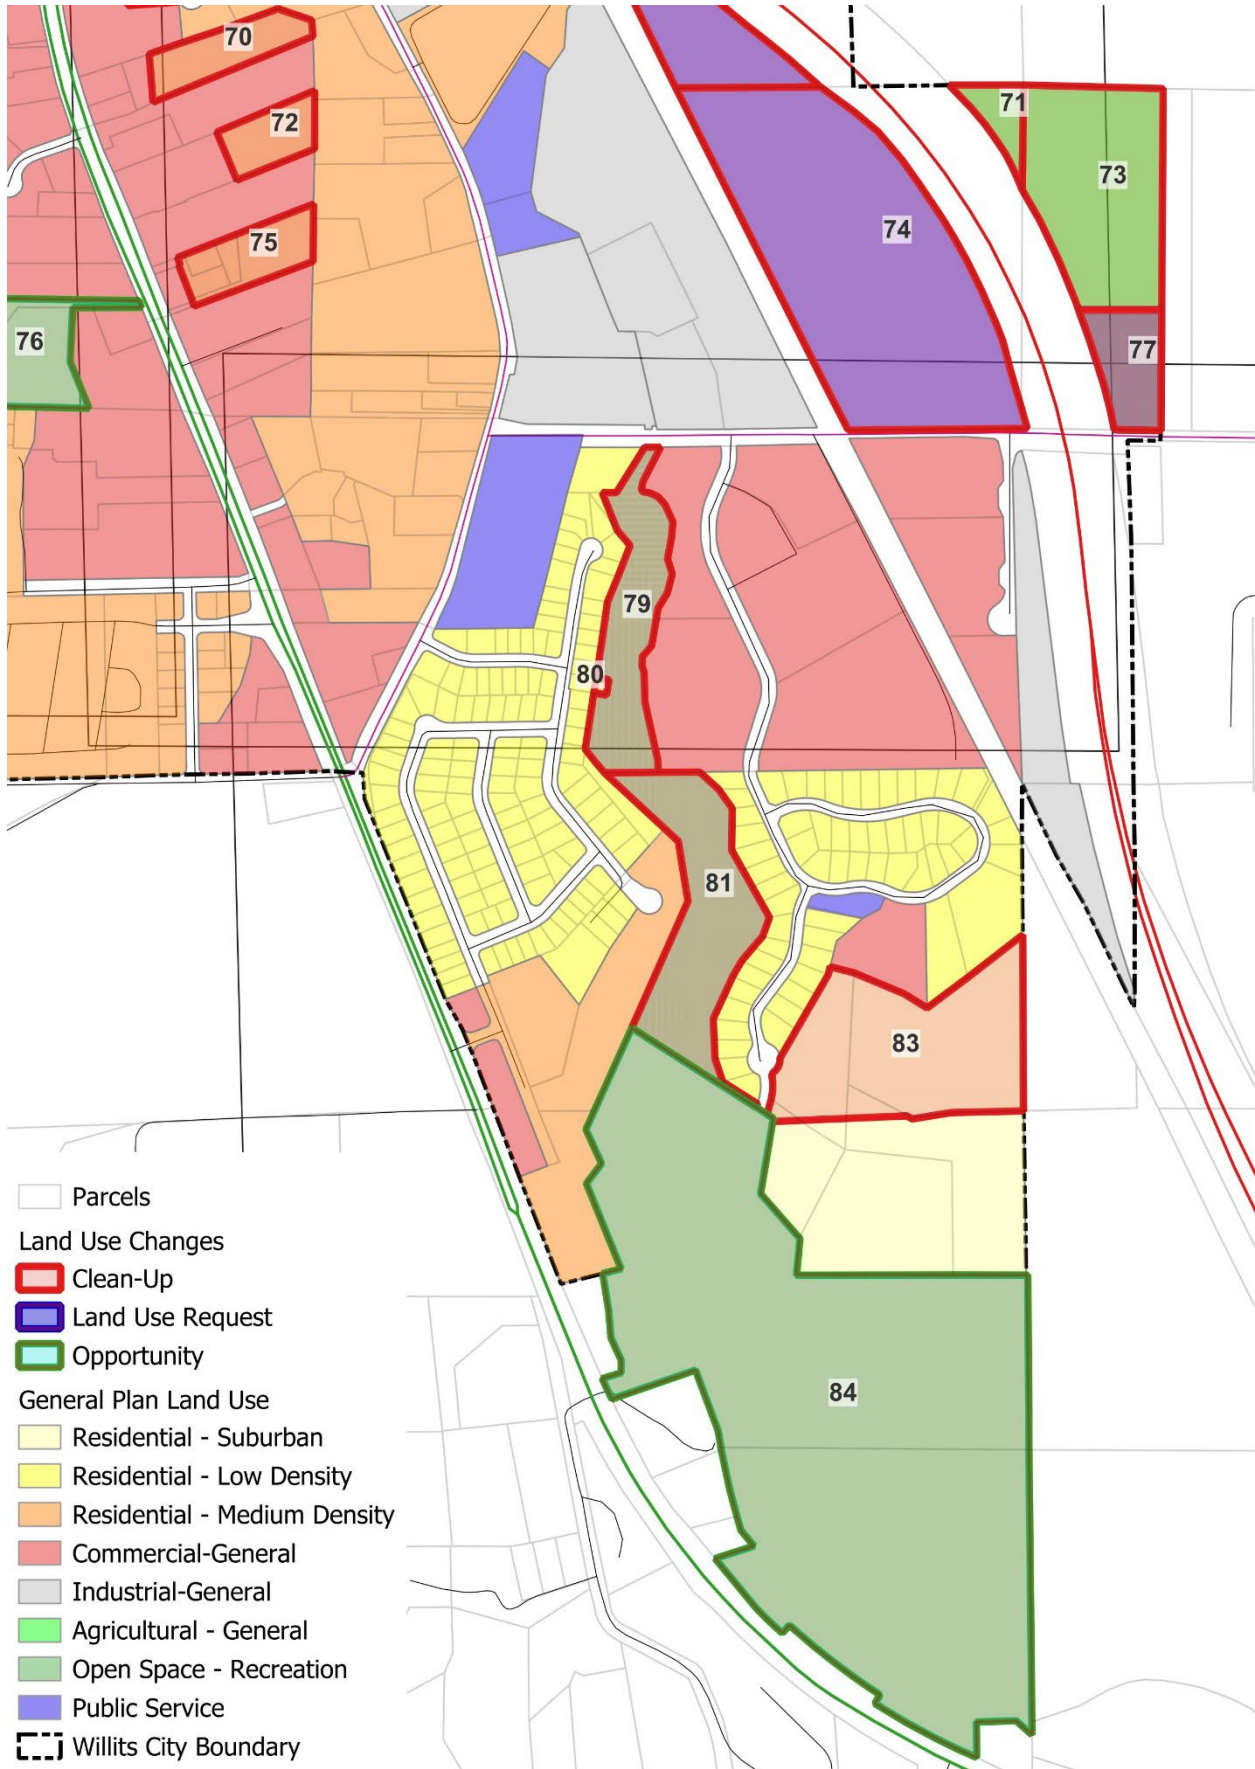 70
71
72
73
74
75
76
77
79
80
81
83
84
Parcels
Land Use Changes
Clean-Up
Land Use Request
Opportunity
General Plan Land Use
Residential - Suburban
Residential - Low Density
Residential - Medium Density
Commercial-General
Industrial-General
Agricultural - General
Open Space - Recreation
Public Service
Willits City Boundary